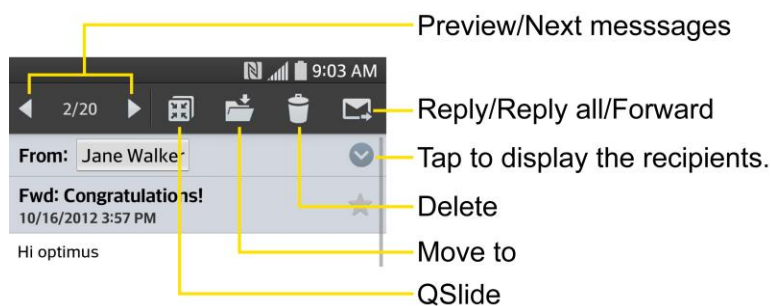 Preview/Next messsages
9:03 AM
2/20
Reply/Reply all/Forward
From: Jane Walker
Tap to display the recipients.
Fwd: Congratulations!
10/16/2012 3:57 PM
Delete
Hi optimus
Move to
QSlide